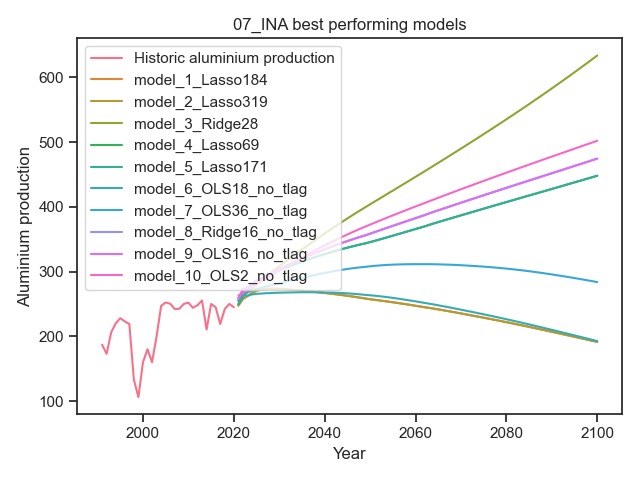 07_INA best performing models
Aluminium production
600
500
400
300
200
100
Historic aluminium production
model_1_Lasso184
model_2_Lasso319
model_3_Ridge28
model_4_Lasso69
model_5_Lasso171
model_6_OLS18_no_tlag
model_7_OLS36_no_tlag
model_8_Ridge16_no_tlag
model_9_OLS16_no_tlag
model_10_OLS2_no_tlag
2000 2020 2040 2060 2080 2100
Year